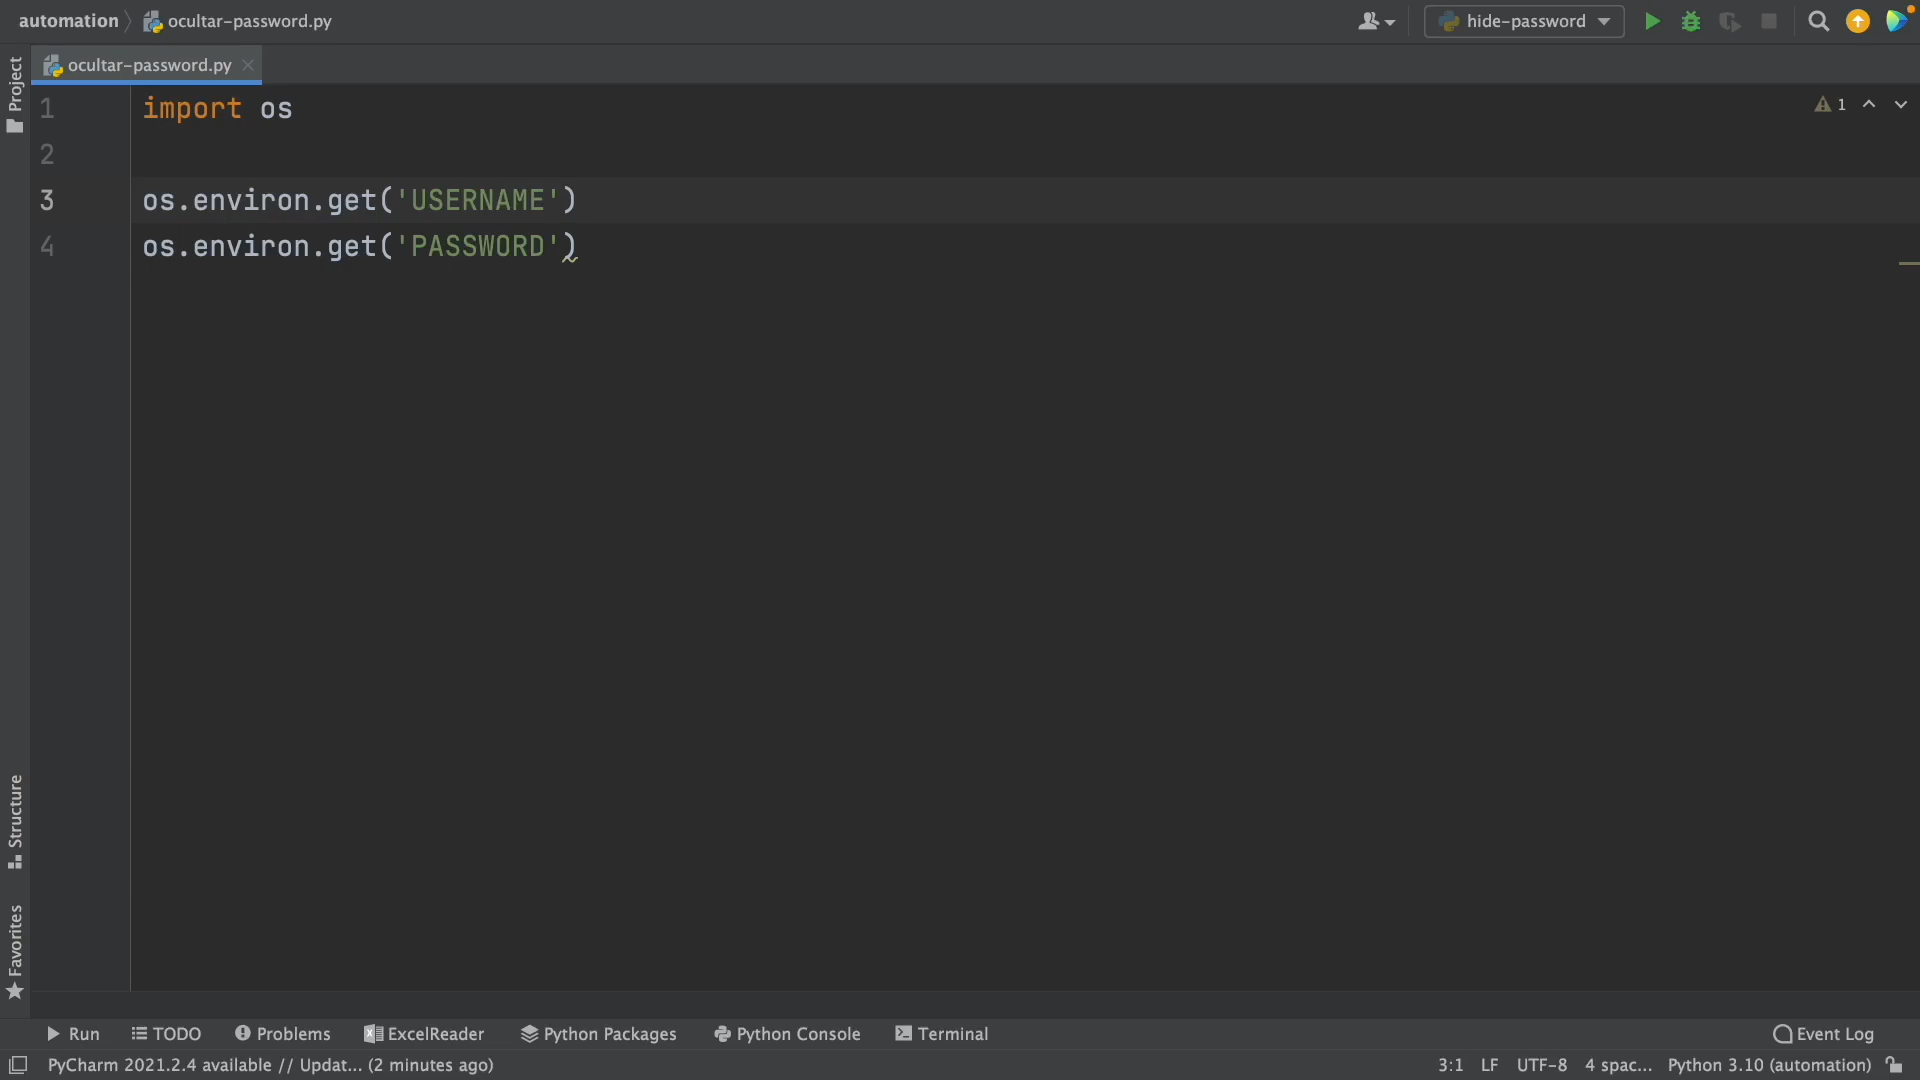 automation ocultar-password.py hide-password
ocultar-password.py
Project
1 import os
1
2
3 os.environ.get('USERNAME')
4 os.environ.get('PASSWORD')
Structure
Favorites
Run TODO Problems ExcelReader Python Packages Python Console Terminal Event Log
PyCharm 2021.2.4 available // Updat... (2 minutes ago) 3:1 LF UTF-8 4 spac... Python 3.10 (automation)